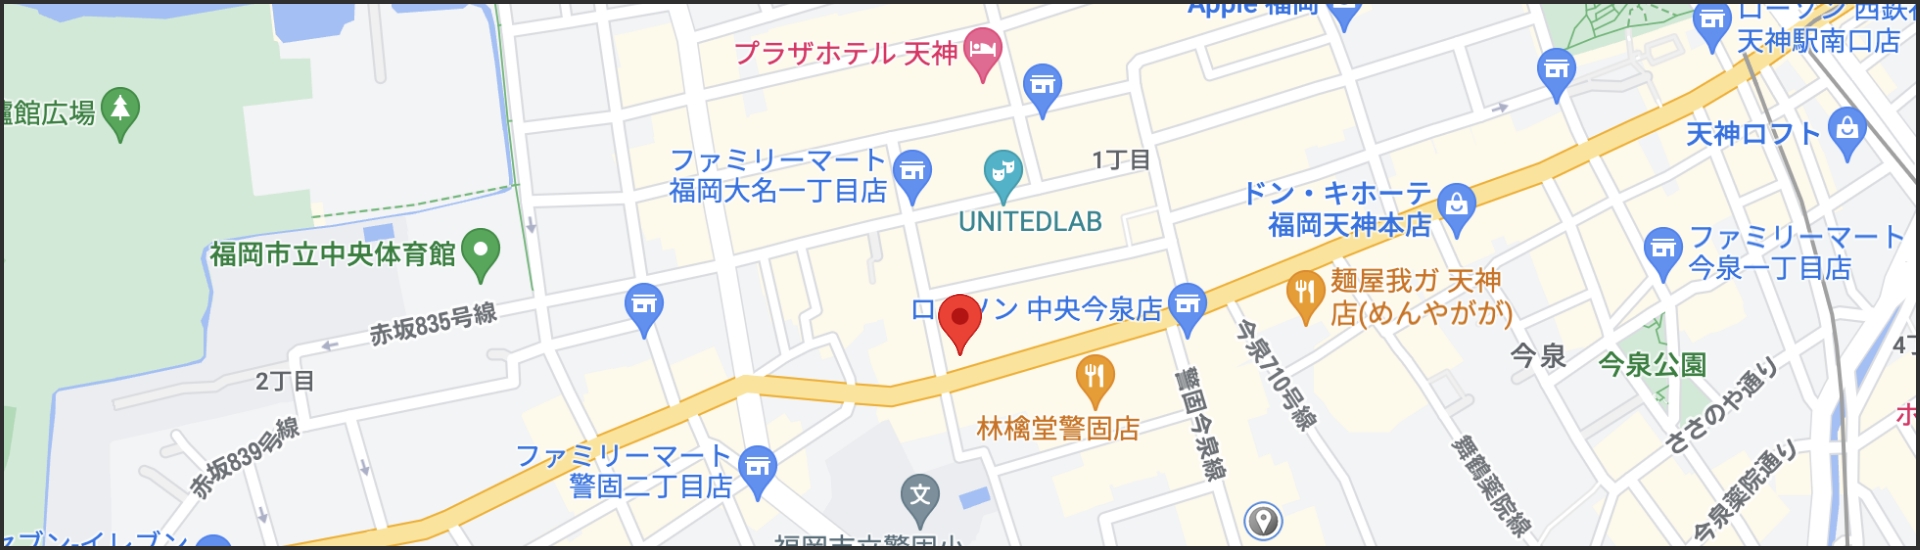 Apple 福岡
ローソン 西鉄
天神駅南口店
プラザホテル 天神
鑪館広場
天神ロフト
ファミリーマート
福岡大名一丁目店
1丁目
UNITEDLAB
ドン・キホーテ
福岡天神本店
福岡市立中央体育館
ファミリーマート
今泉一丁目店
麺屋我ガ 天神
店(めんやがが)
ロ ソン 中央今泉店
赤坂835号線
今泉710号線
今泉
今泉公園
4丁
2丁目
ささのや通り
警固今泉線
林檎堂警固店
赤坂839号線
ファミリーマート
警固二丁目店
舞鶴薬院線
今泉薬院通り
ホ
文
セブン-イレブン
福岡市立警固小